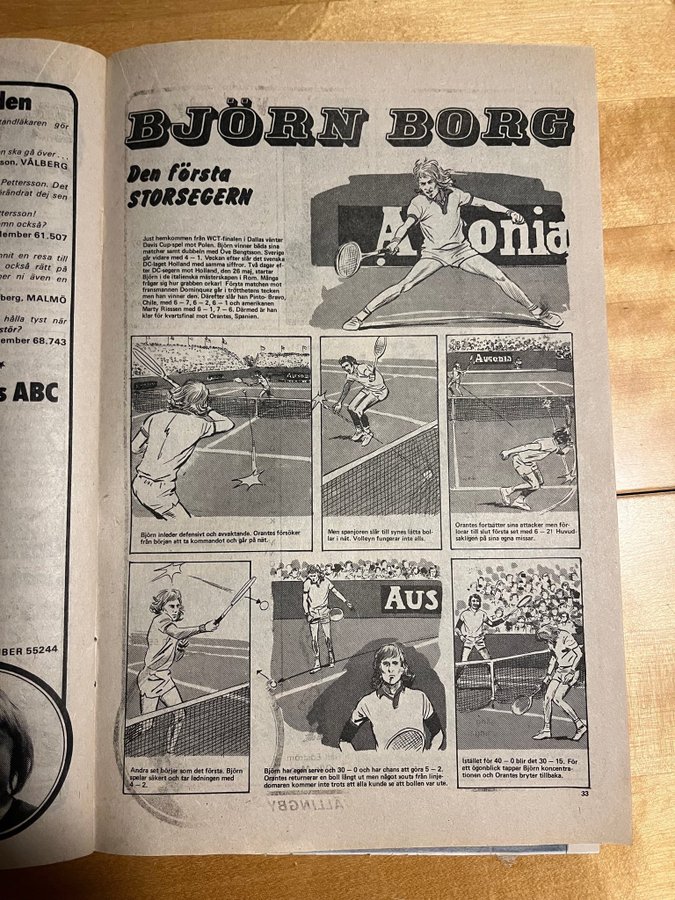 len
tandläkaren gör
n ska gå över...
son, VÅLBERG
Pettersson. Det
rändrat dej sen
ttersson!
mn också?
ember 61.507
nnit en resa till
också rätt på
er ni även en
berg, MALMÖ
hålla tyst när
stör?
ember 68.743
s ABC
BER 55244
BJÖRN BORG
Den första
STORSEGERN
Just hemkommen från WCT-finalen i Dallas väntar
Davis Cup-spel mot Polen. Björn vinner båda sina
matcher samt dubbeln med Ove Bengtsson. Sverige
går vidare med 4 – 1. Veckan efter slår det svenska
DC-laget Holland med samma siffror. Två dagar ef-
ter DC-segern mot Holland, den 26 maj, startar
Björn i de italienska mästerskapen i Rom. Många
frågar sig hur grabben orkar! Första matchen mot
fransmannen Dominquez går i trötthetens tecken
men han vinner den. Därefter slår han Pinto-Bravo,
Chile, med 6 – 7, 6 – 2, 6 – 1 och amerikanen
Marty Riessen med 6 – 1, 7 – 6. Därmed är han
klar för kvartsfinal mot Orantes, Spanien.
Ausonia
Ausonia
Björn inleder defensivt och avvaktande. Orantes försöker
från början att ta kommandot och går på nät.
Men spanjoren slår till synes lätta bol-
lar i nät. Volleyn fungerar inte alls.
Ausonia
Orantes fortsätter sina attacker men för-
lorar till slut första set med 6 – 2! Huvud-
sakligen på sina egna missar.
Andra set börjar som det första. Björn
spelar säkert och tar ledningen med
4 – 2.
AUS
Björn har egen serve och 30 – 0 och har chans att göra 5 – 2.
Orantes returnerar en boll långt ut men något »out» från linje-
domaren kommer inte trots att alla kunde se att bollen var ute.
Istället för 40 – 0 blir det 30 – 15. För
ett ögonblick tapper Björn koncentra-
tionen och Orantes bryter tillbaka.
33